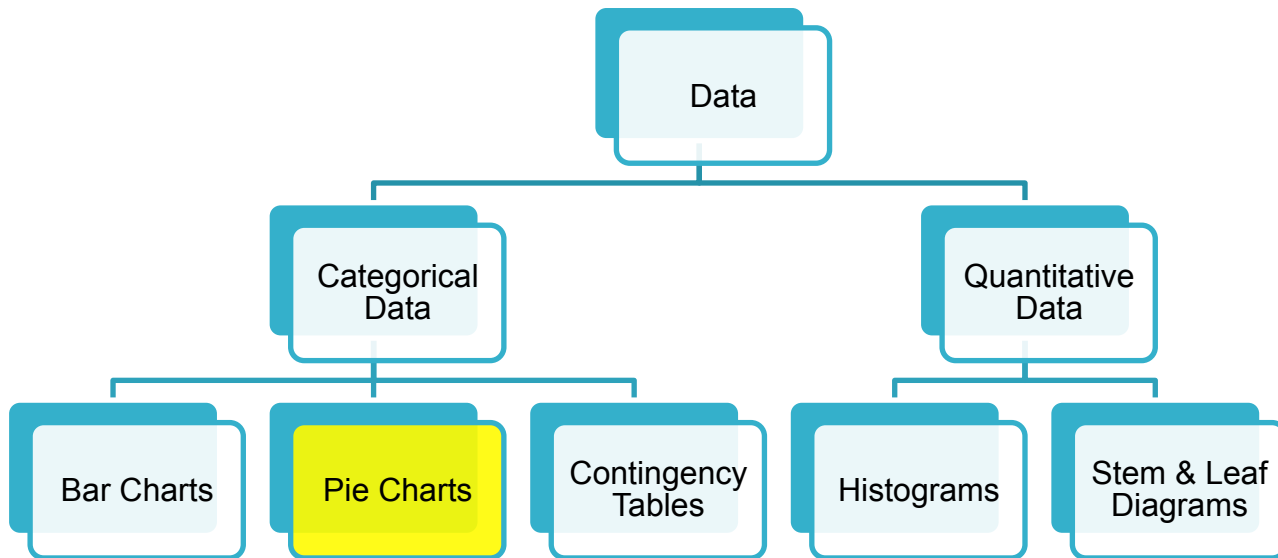 Data
Categorical
Data
Quantitative
Data
Bar Charts
Pie Charts
Contingency
Tables
Histograms
Stem & Leaf
Diagrams